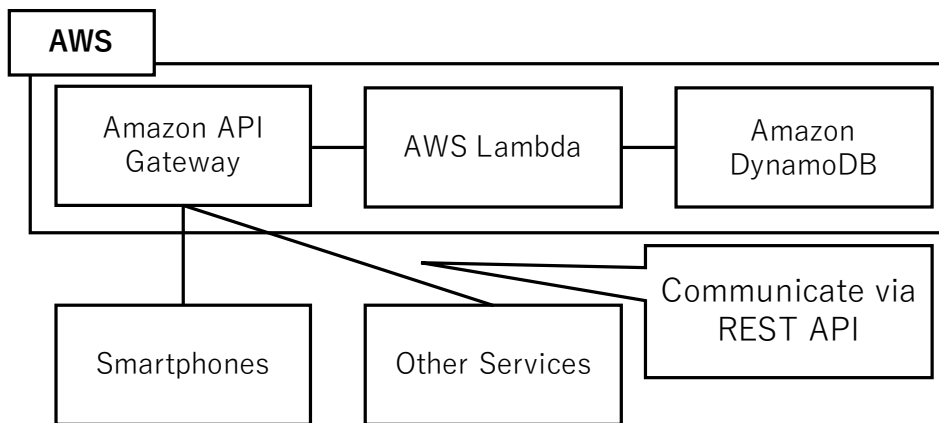 AWS
Amazon API
Gateway
AWS Lambda
Amazon
DynamoDB
Communicate via
REST API
Smartphones
Other Services